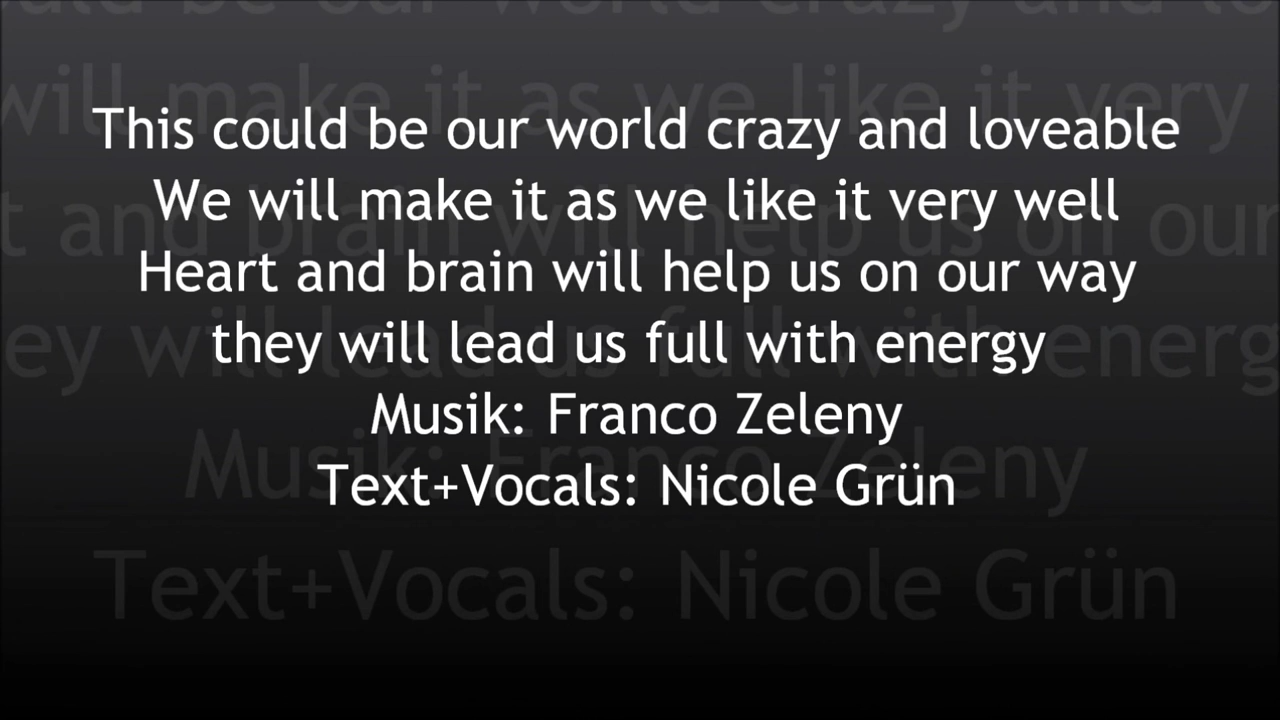 This could be our world crazy and loveable
We will make it as we like it very well
Heart and brain will help us on our way
they will lead us full with energy
Musik: Franco Zeleny
Text+Vocals: Nicole Grün